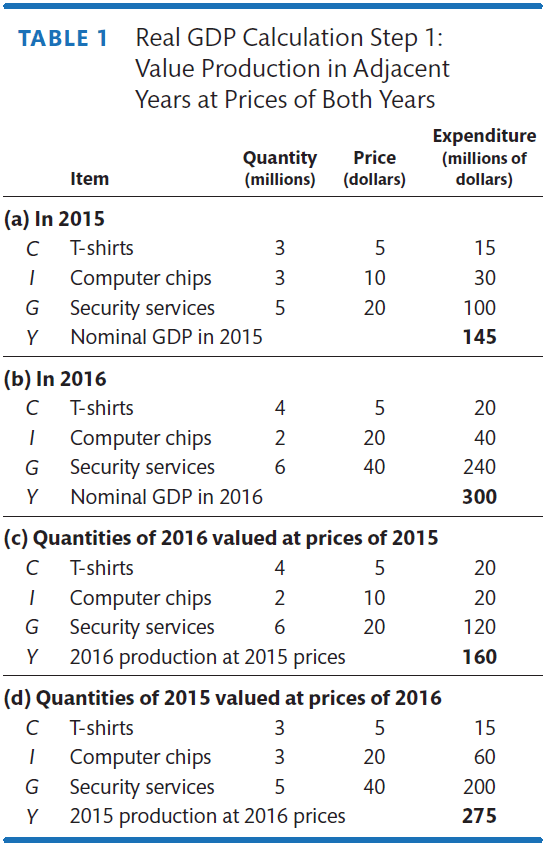 TABLE 1 Real GDP Calculation Step 1:
Value Production in Adjacent
Years at Prices of Both Years
Item Quantity (millions) Price (dollars) Expenditure (millions of dollars)
(a) In 2015
C T-shirts 3 5 15
I Computer chips 3 10 30
G Security services 5 20 100
Y Nominal GDP in 2015 145
(b) In 2016
C T-shirts 4 5 20
I Computer chips 2 20 40
G Security services 6 40 240
Y Nominal GDP in 2016 300
(c) Quantities of 2016 valued at prices of 2015
C T-shirts 4 5 20
I Computer chips 2 10 20
G Security services 6 20 120
Y 2016 production at 2015 prices 160
(d) Quantities of 2015 valued at prices of 2016
C T-shirts 3 5 15
I Computer chips 3 20 60
G Security services 5 40 200
Y 2015 production at 2016 prices 275